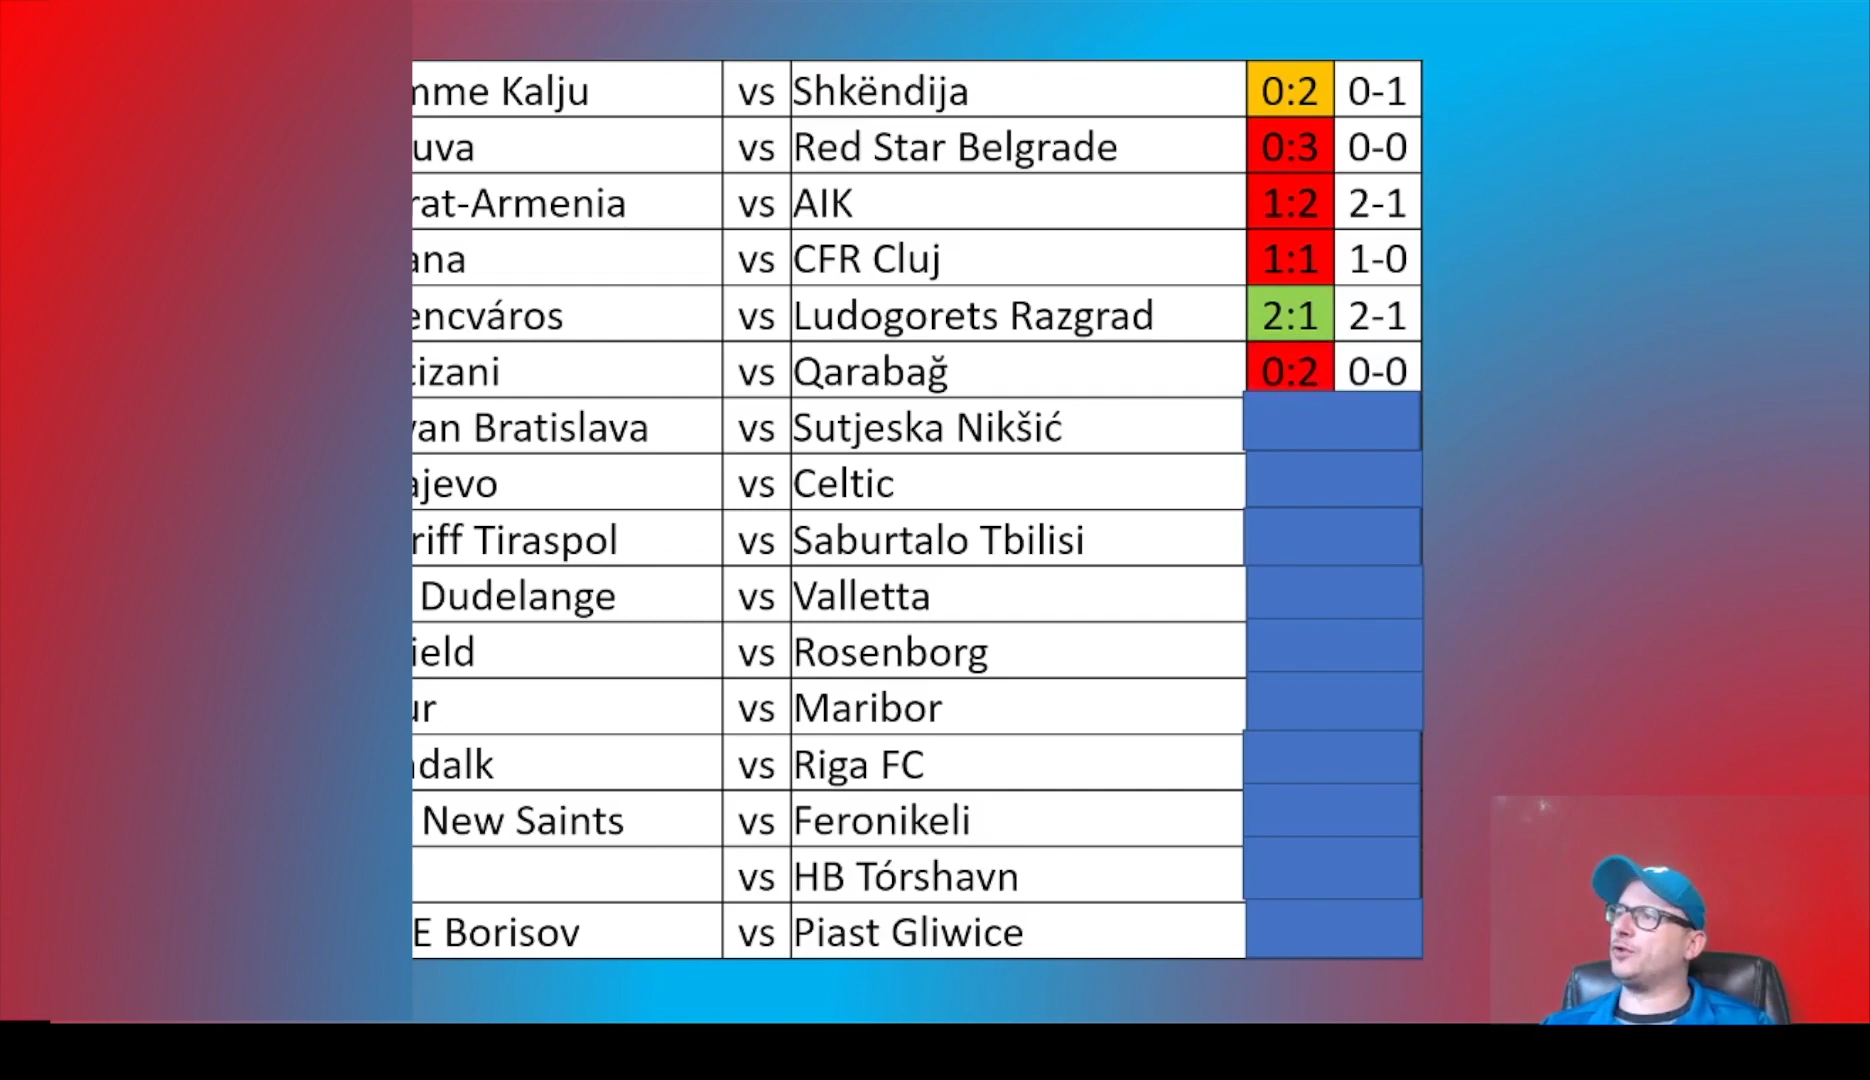 mme Kalju vs Shkëndija 0:2 0-1
uva vs Red Star Belgrade 0:3 0-0
rat-Armenia vs AIK 1:2 2-1
ana vs CFR Cluj 1:1 1-0
encváros vs Ludogorets Razgrad 2:1 2-1
tizani vs Qarabağ 0:2 0-0
van Bratislava vs Sutjeska Nikšić
ajevo vs Celtic
riff Tiraspol vs Saburtalo Tbilisi
Dudelange vs Valletta
ield vs Rosenborg
ur vs Maribor
dalk vs Riga FC
New Saints vs Feronikeli
vs HB Tórshavn
E Borisov vs Piast Gliwice